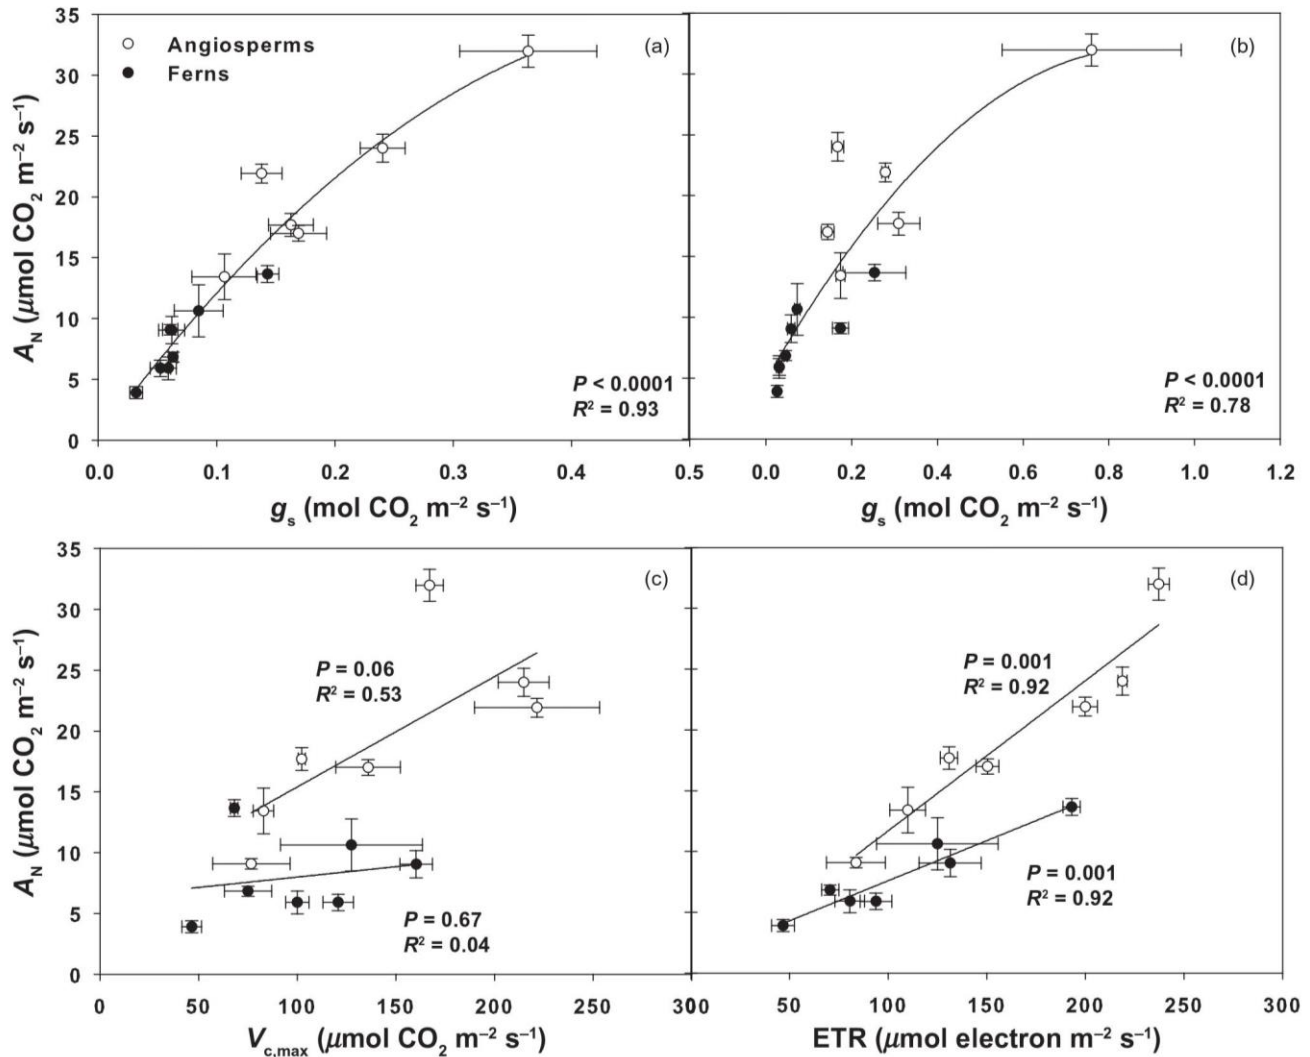 35
30
25
20
15
10
5
0
A_N (µmol CO₂ m⁻² s⁻¹)
Angiosperms
Ferns
(a)
P < 0.0001
R² = 0.93
0.0 0.1 0.2 0.3 0.4 0.5
g_s (mol CO₂ m⁻² s⁻¹)
(b)
P < 0.0001
R² = 0.78
0.0 0.2 0.4 0.6 0.8 1.0 1.2
g_s (mol CO₂ m⁻² s⁻¹)
35
30
25
20
15
10
5
0
A_N (µmol CO₂ m⁻² s⁻¹)
(c)
P = 0.06
R² = 0.53
P = 0.67
R² = 0.04
0 50 100 150 200 250
V_c,max (µmol CO₂ m⁻² s⁻¹)
(d)
P = 0.001
R² = 0.92
P = 0.001
R² = 0.92
50 100 150 200 250 300
ETR (µmol electron m⁻² s⁻¹)